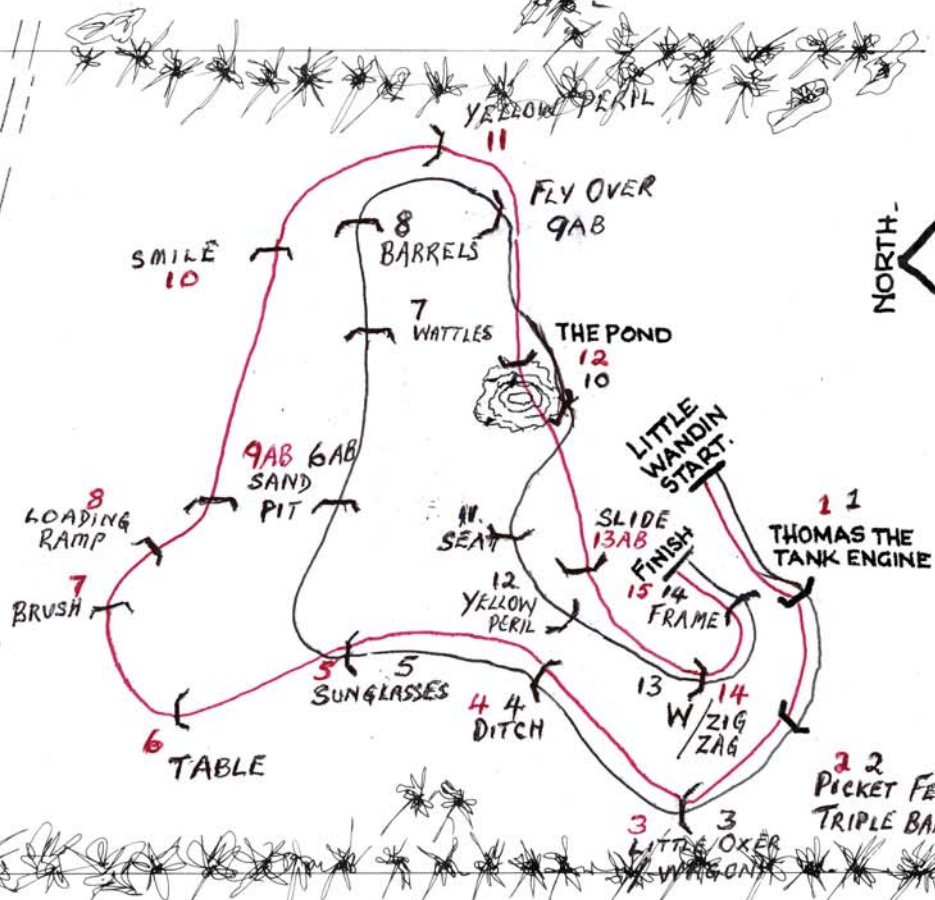 YELLOW PERIL
11
FLY OVER
9AB
SMILE
10
8
BARRELS
NORTH.
7
WATTLES
THE POND
12
10
LITTLE
WANDIN
START.
9AB 6AB
SAND
PIT
8
LOADING
RAMP
11.
SEAT
SLIDE
13AB
FINISH
15 14
FRAME
1 1
THOMAS THE
TANK ENGINE
7
BRUSH
12
YELLOW
PERIL
5 5
SUNGLASSES
13 14
W/ZIG
ZAG
4 4
DITCH
6
TABLE
2 2
PICKET FE
TRIPLE BA
3 3
LITTLE OXER
WAGON